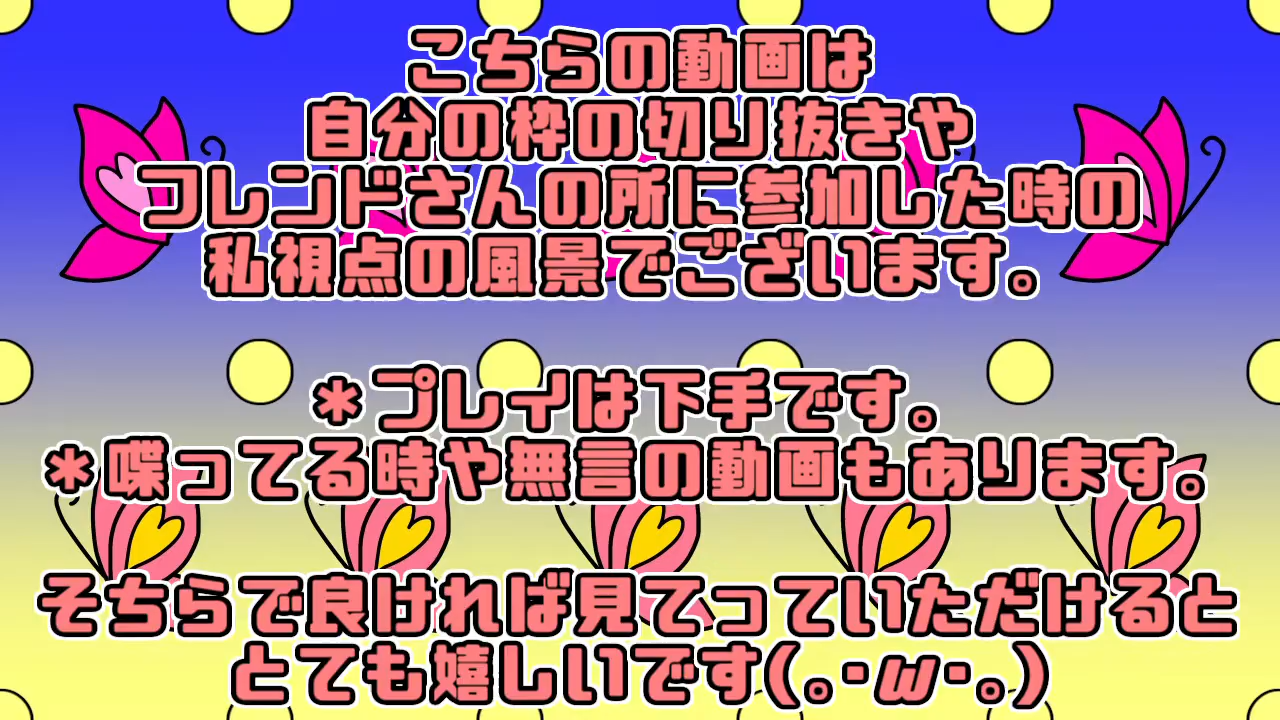 こちらの動画は
自分の枠の切り抜きや
フレンドさんの所に参加した時の
私視点の風景でございます。
＊プレイは下手です。
＊喋ってる時や無言の動画もあります。
そちらで良ければ見てっていただけると
とても嬉しいです(｡･ω･｡)